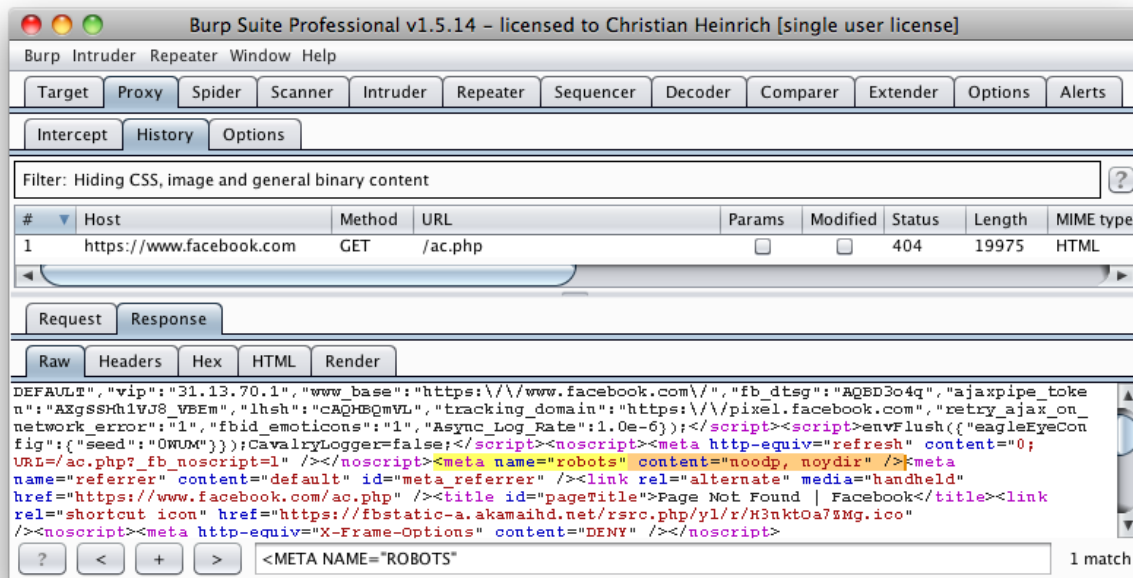 Burp Suite Professional v1.5.14 – licensed to Christian Heinrich [single user license]
Burp Intruder Repeater Window Help
Target Proxy Spider Scanner Intruder Repeater Sequencer Decoder Comparer Extender Options Alerts
Intercept History Options
Filter: Hiding CSS, image and general binary content ?
# Host Method URL Params Modified Status Length MIME type
1 https://www.facebook.com GET /ac.php 404 19975 HTML
Request Response
Raw Headers Hex HTML Render
DEFAULT","vip":"31.13.70.1","www_base":"https:\/\/www.facebook.com\/","fb_dtsg":"AQBD3o4q","ajaxpipe_toke
n":"AXgSSHh1VJ8_VBEm","lhsh":"cAQHBQmVL","tracking_domain":"https:\/\/pixel.facebook.com","retry_ajax_on_
network_error":"1","fbid_emoticons":"1","Async_Log_Rate":1.0e-6});</script><script>envFlush({"eagleEyeCon
fig":{"seed":"0WUM"}});CavalryLogger=false;</script><noscript><meta http-equiv="refresh" content="0;
URL=/ac.php?_fb_noscript=1" /></noscript><meta name="robots" content="noodp, noydir" /><meta
name="referrer" content="default" id="meta_referrer" /><link rel="alternate" media="handheld"
href="https://www.facebook.com/ac.php" /><title id="pageTitle">Page Not Found | Facebook</title><link
rel="shortcut icon" href="https://fbstatic-a.akamaihd.net/rsrc.php/yl/r/H3nktOa7ZMg.ico"
/><noscript><meta http-equiv="X-Frame-Options" content="DENY" /></noscript>
? < + > <META NAME="ROBOTS" 1 match